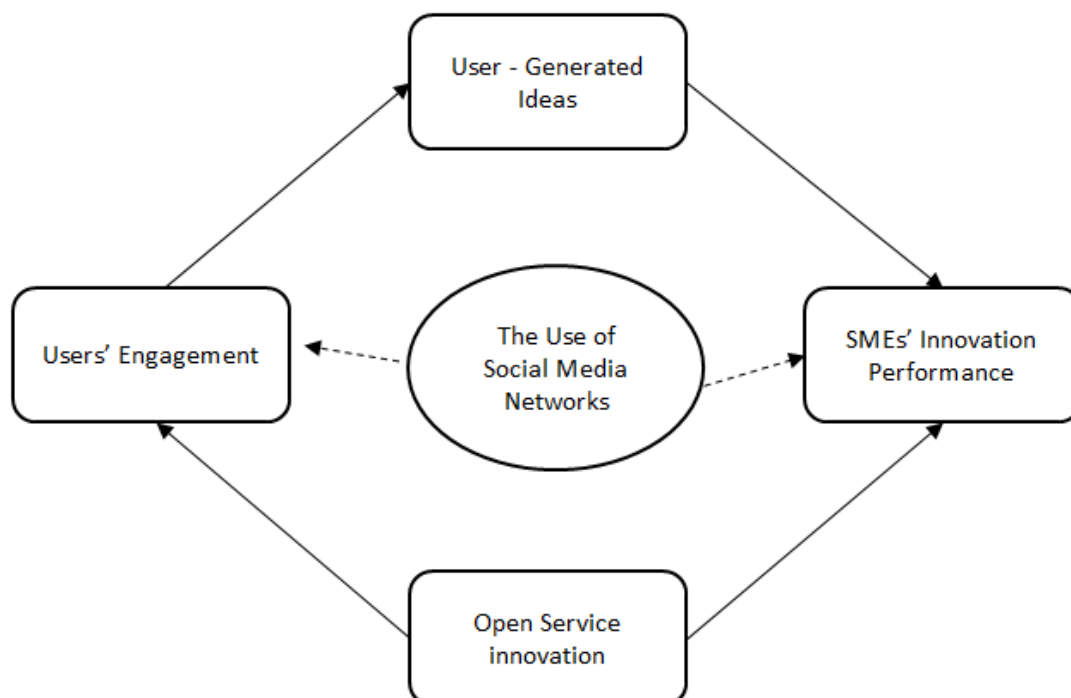 User - Generated
Ideas
Users' Engagement
The Use of
Social Media
Networks
SMEs' Innovation
Performance
Open Service
innovation